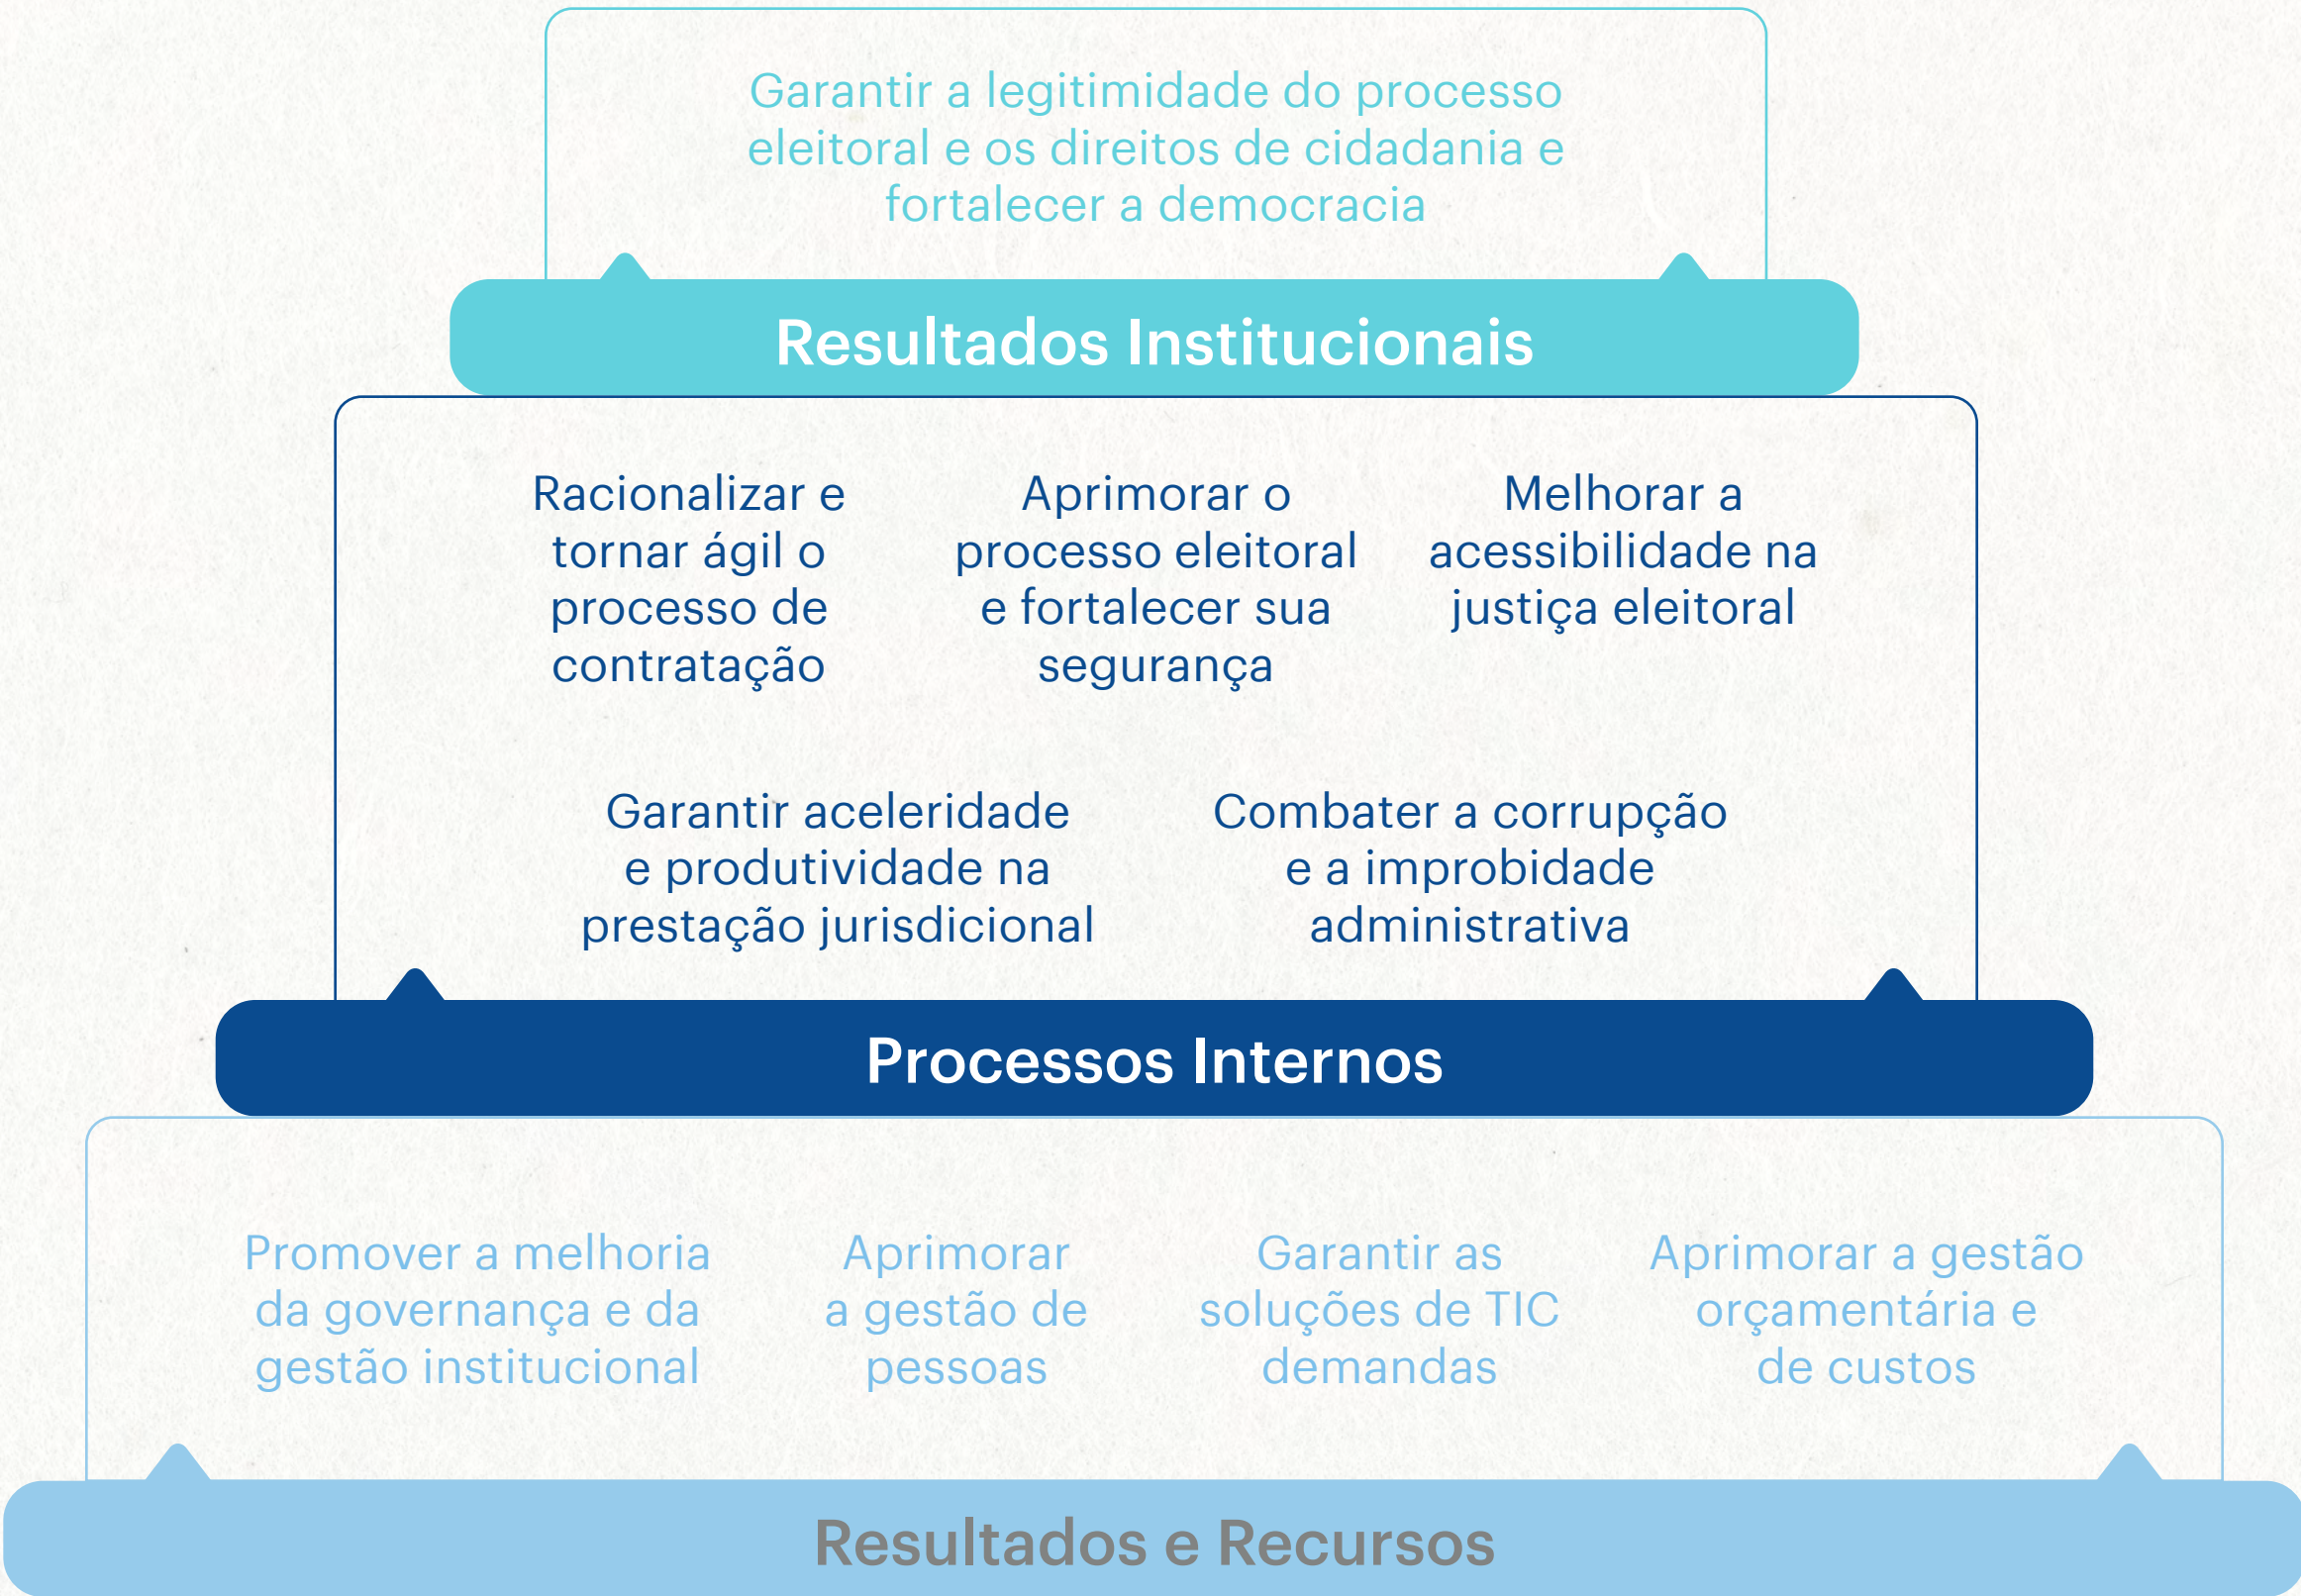 Garantir a legitimidade do processo
eleitoral e os direitos de cidadania e
fortalecer a democracia
Resultados Institucionais
Racionalizar e
tornar ágil o
processo de
contratação
Aprimorar o
processo eleitoral
e fortalecer sua
segurança
Melhorar a
acessibilidade na
justiça eleitoral
Garantir aceleridade
e produtividade na
prestação jurisdicional
Combater a corrupção
e a improbidade
administrativa
Processos Internos
Promover a melhoria
da governança e da
gestão institucional
Aprimorar
a gestão de
pessoas
Garantir as
soluções de TIC
demandas
Aprimorar a gestão
orçamentária e
de custos
Resultados e Recursos